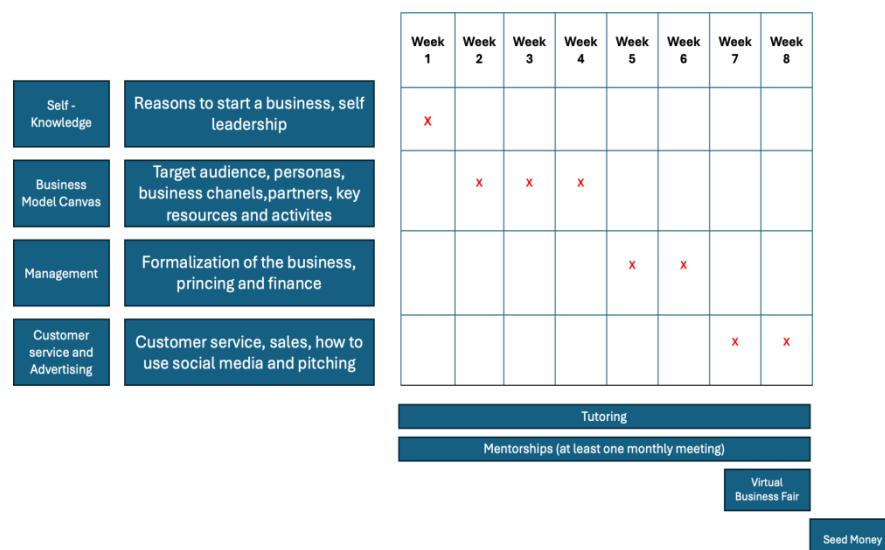 Week
1
Week
2
Week
3
Week
4
Week
5
Week
6
Week
7
Week
8
Self -
Knowledge
Reasons to start a business, self
leadership
x
Business
Model Canvas
Target audience, personas,
business chanels,partners, key
resources and activites
x
x
x
Management
Formalization of the business,
princing and finance
x
x
Customer
service and
Advertising
Customer service, sales, how to
use social media and pitching
x
x
Tutoring
Mentorships (at least one monthly meeting)
Virtual
Business Fair
Seed Money